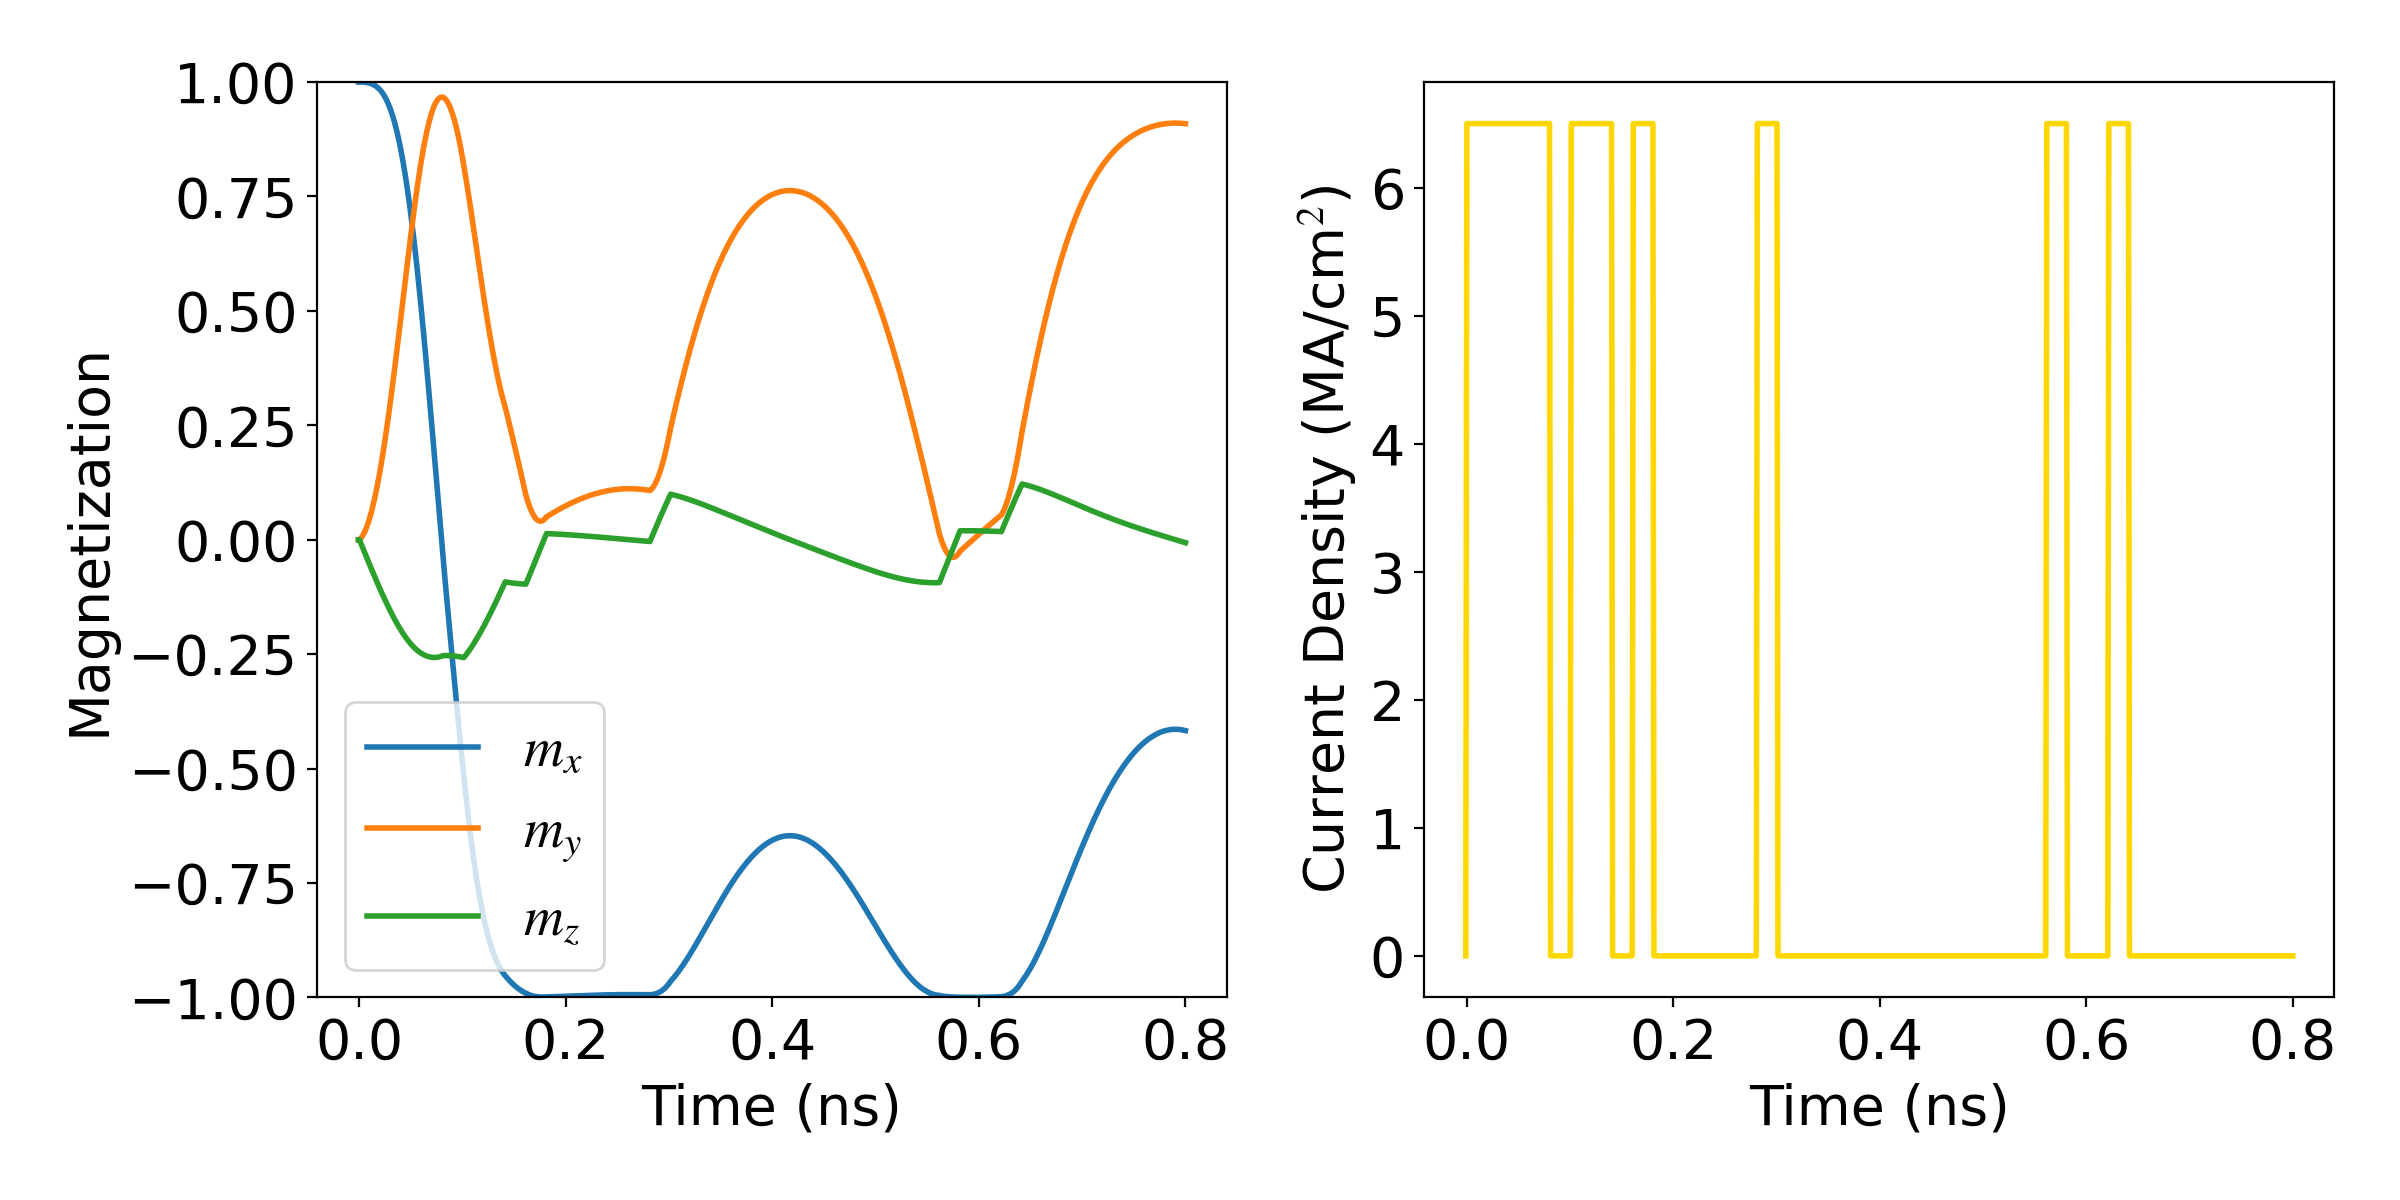 1.00
0.75
0.50
0.25
0.00
−0.25
−0.50
−0.75
−1.00
Magnetization
0.0 0.2 0.4 0.6 0.8
Time (ns)
m_x
m_y
m_z
6
5
4
3
2
1
0
Current Density (MA/cm²)
0.0 0.2 0.4 0.6 0.8
Time (ns)